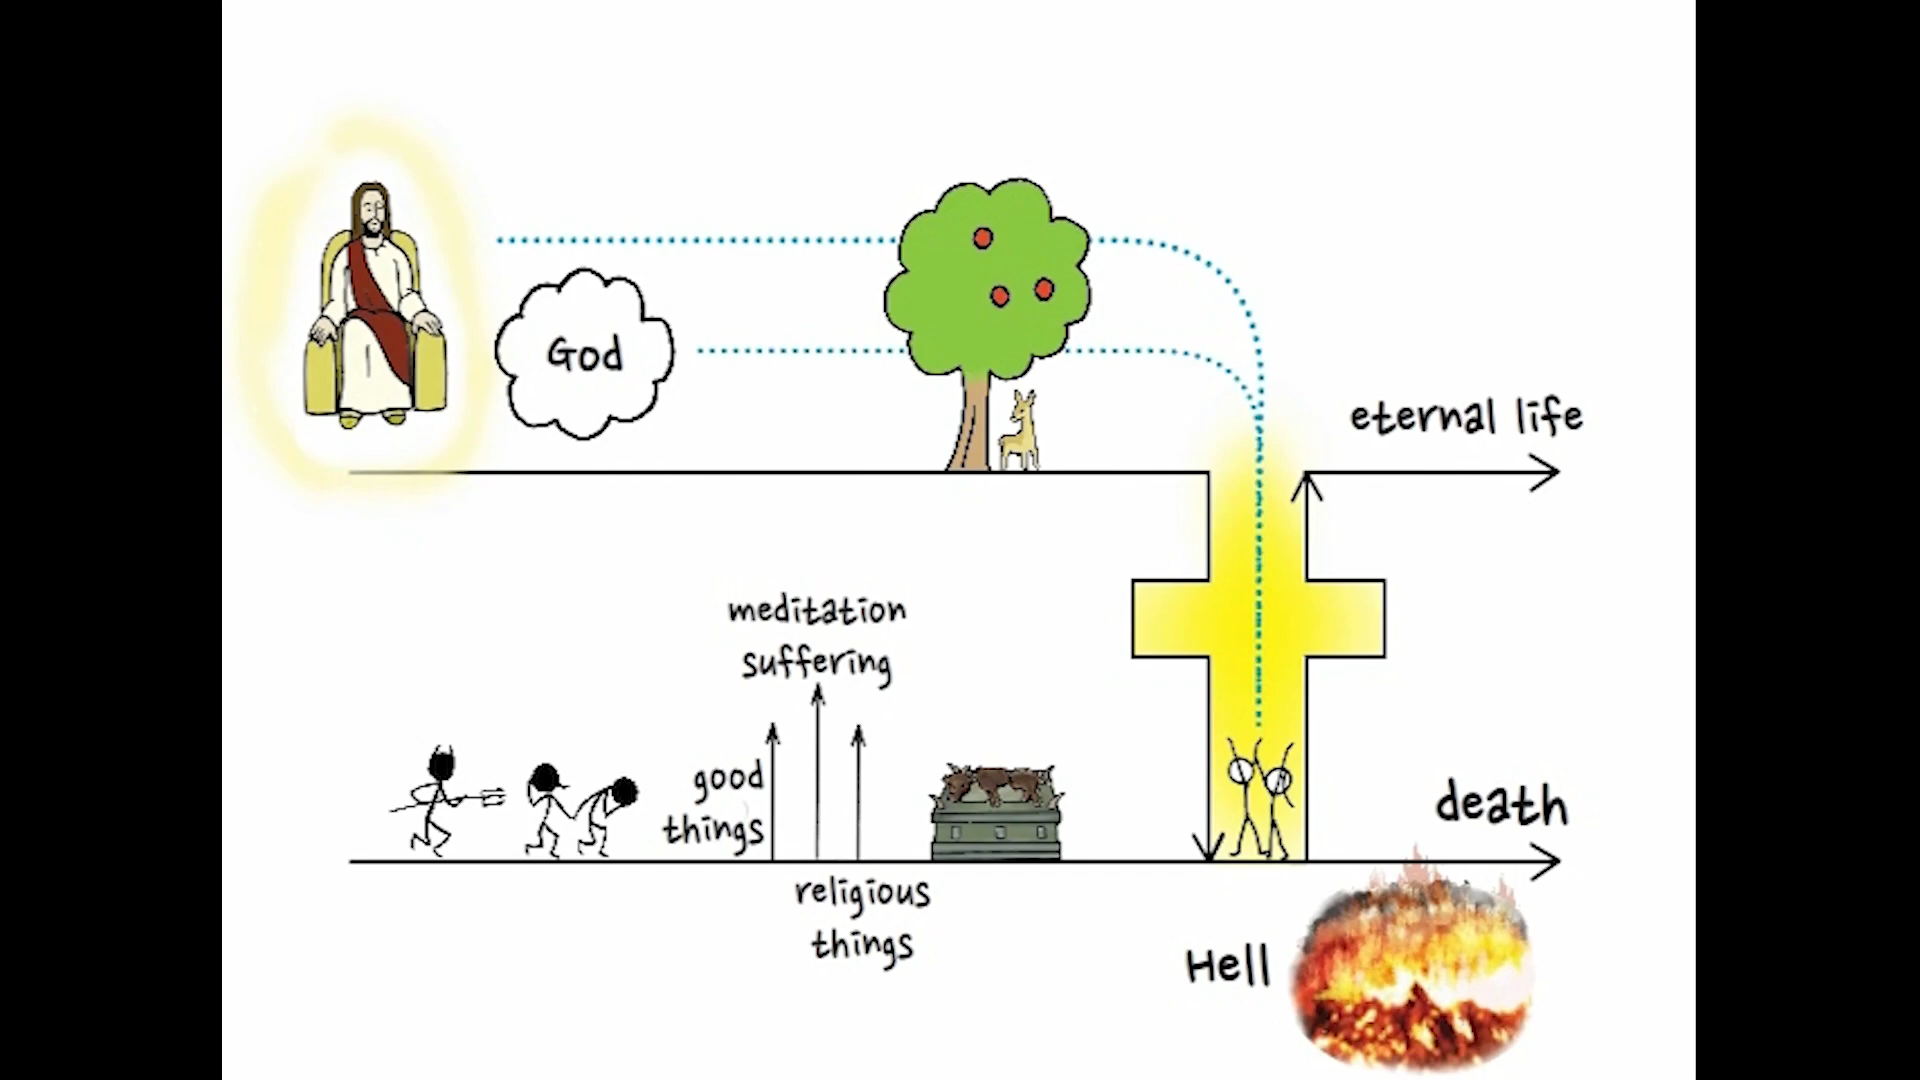 God
eternal life
meditation
suffering
good
things
religious
things
death
Hell